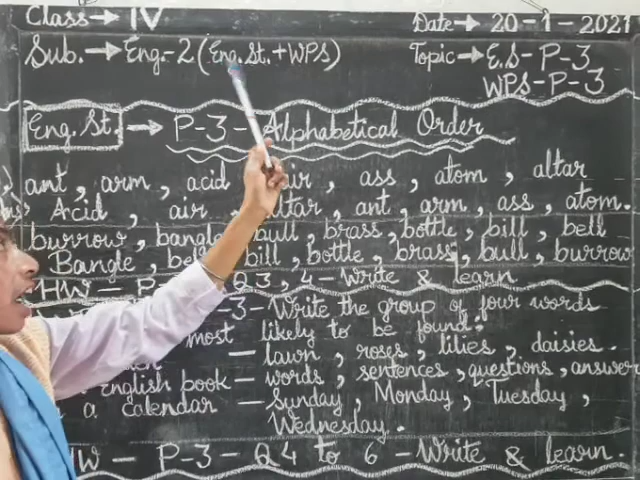 Class → IV Date → 20-1-2021
Sub. → Eng.-2 (Eng. St. + WPS) Topic → E.S-P-3
WPS-P-3
Eng. St. → P-3 - Alphabetical Order
ant, arm, acid, air, ass, atom, altar
Acid, air, altar, ant, arm, ass, atom.
burrow, bangle, bull, brass, bottle, bill, bell
Bangle, bell, bill, bottle, brass, bull, burrow
HW - P- Q3, 4 - Write & learn
3 - Write the group of four words
most likely to be found.
- lawn, roses, lilies, daisies.
English book - words, sentences, questions, answer
a calendar - Sunday, Monday, Tuesday,
Wednesday.
HW - P-3 - Q4 to 6 - Write & learn.